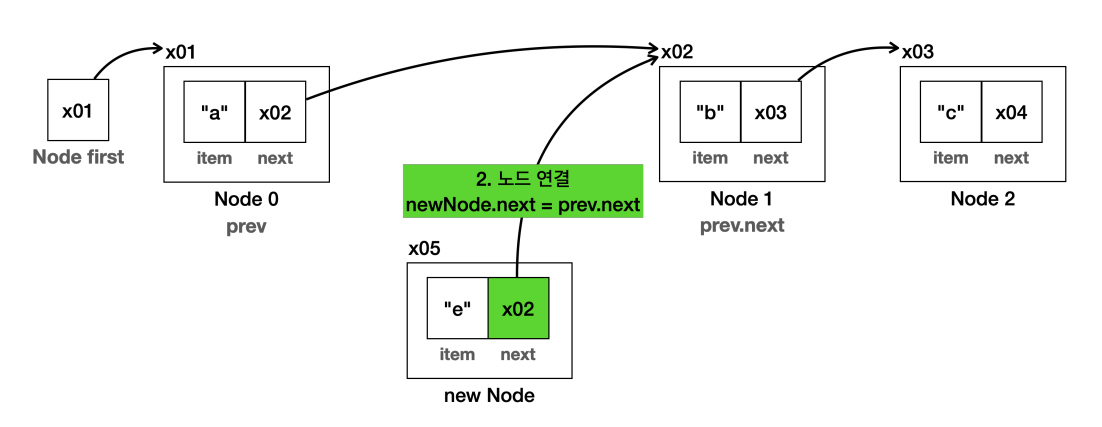 x01
x02
x03
x01
"a"
x02
"b"
x03
"c"
x04
Node first
item
next
item
next
item
next
Node 0
prev
2. 노드 연결
newNode.next = prev.next
Node 1
prev.next
Node 2
x05
"e"
x02
item
next
new Node